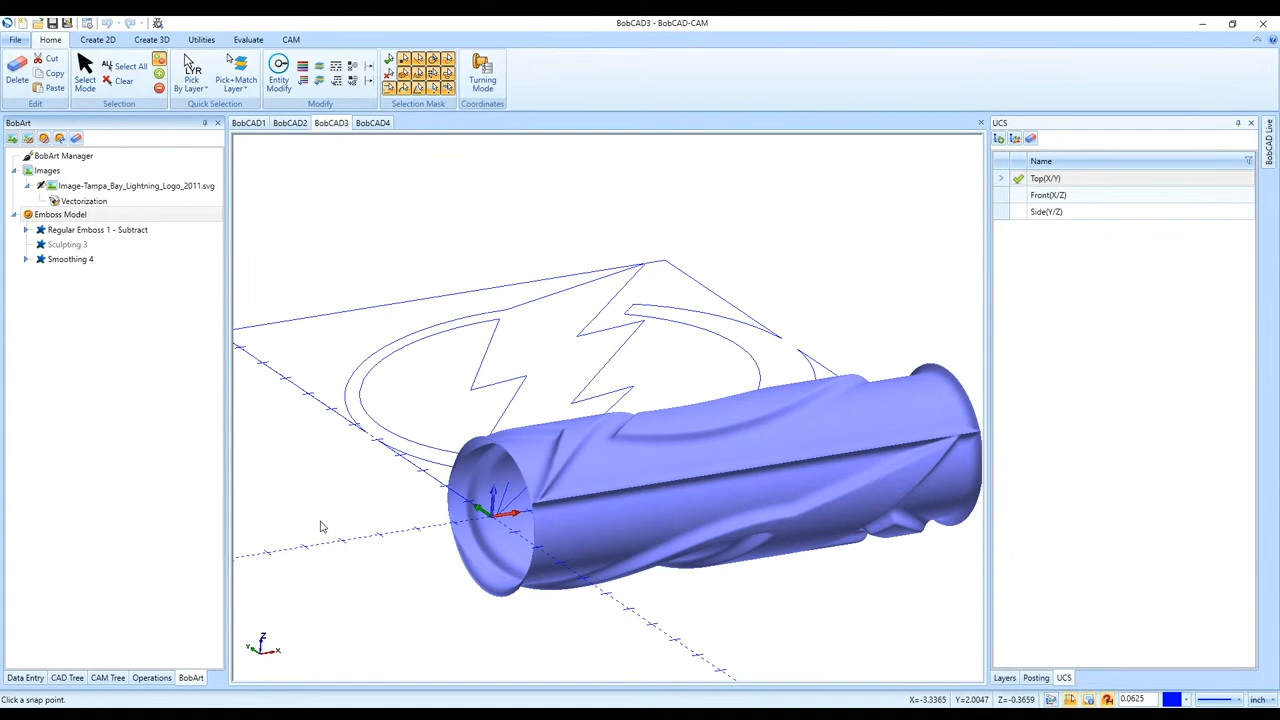 BobCAD3 - BobCAD-CAM
File Home Create 2D Create 3D Utilities Evaluate CAM
Delete
Cut
Copy
Paste
Edit
Select Mode
Select All
Clear
Selection
LYR
Pick By Layer
Pick+Match Layer
Quick Selection
Entity Modify
Modify
Selection Mask
Turning Mode
Coordinates
BobArt
BobArt Manager
Images
Image-Tampa_Bay_Lightning_Logo_2011.svg
Vectorization
Emboss Model
Regular Emboss 1 - Subtract
Sculpting 3
Smoothing 4
BobCAD1 BobCAD2 BobCAD3 BobCAD4
Z
Y
X
UCS
Name
Top(X/Y)
Front(X/Z)
Side(Y/Z)
BobCAD Live
Data Entry CAD Tree CAM Tree Operations BobArt
Layers Posting UCS
Click a snap point.
X=-3.3365 Y=2.0047 Z=-0.3659
0.0625
inch